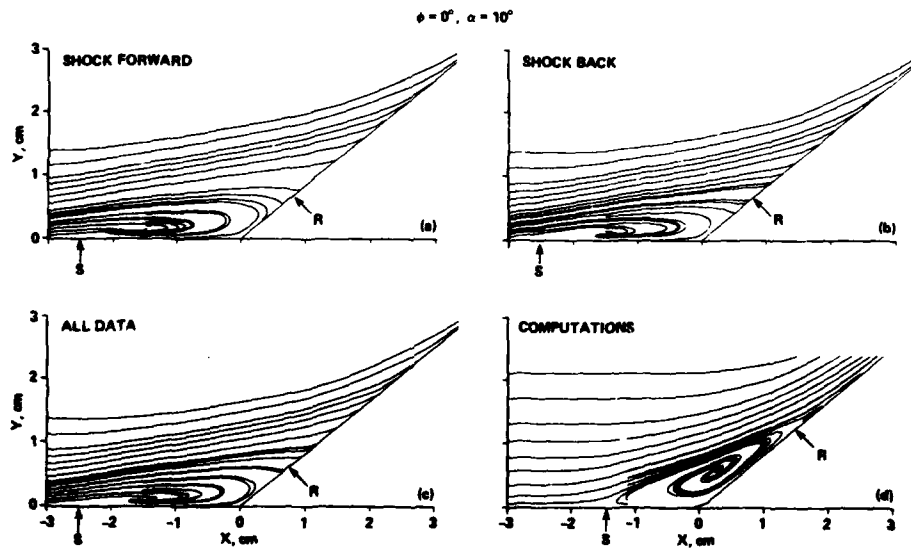 φ = 0°, α = 10°
SHOCK FORWARD
3
2
1
0
Y, cm
S
R
(a)
SHOCK BACK
S
R
(b)
ALL DATA
3
2
1
0
Y, cm
-3 -2 -1 0 1 2 3
S
X, cm
R
(c)
COMPUTATIONS
-3 -2 -1 0 1 2 3
S
X, cm
R
(d)